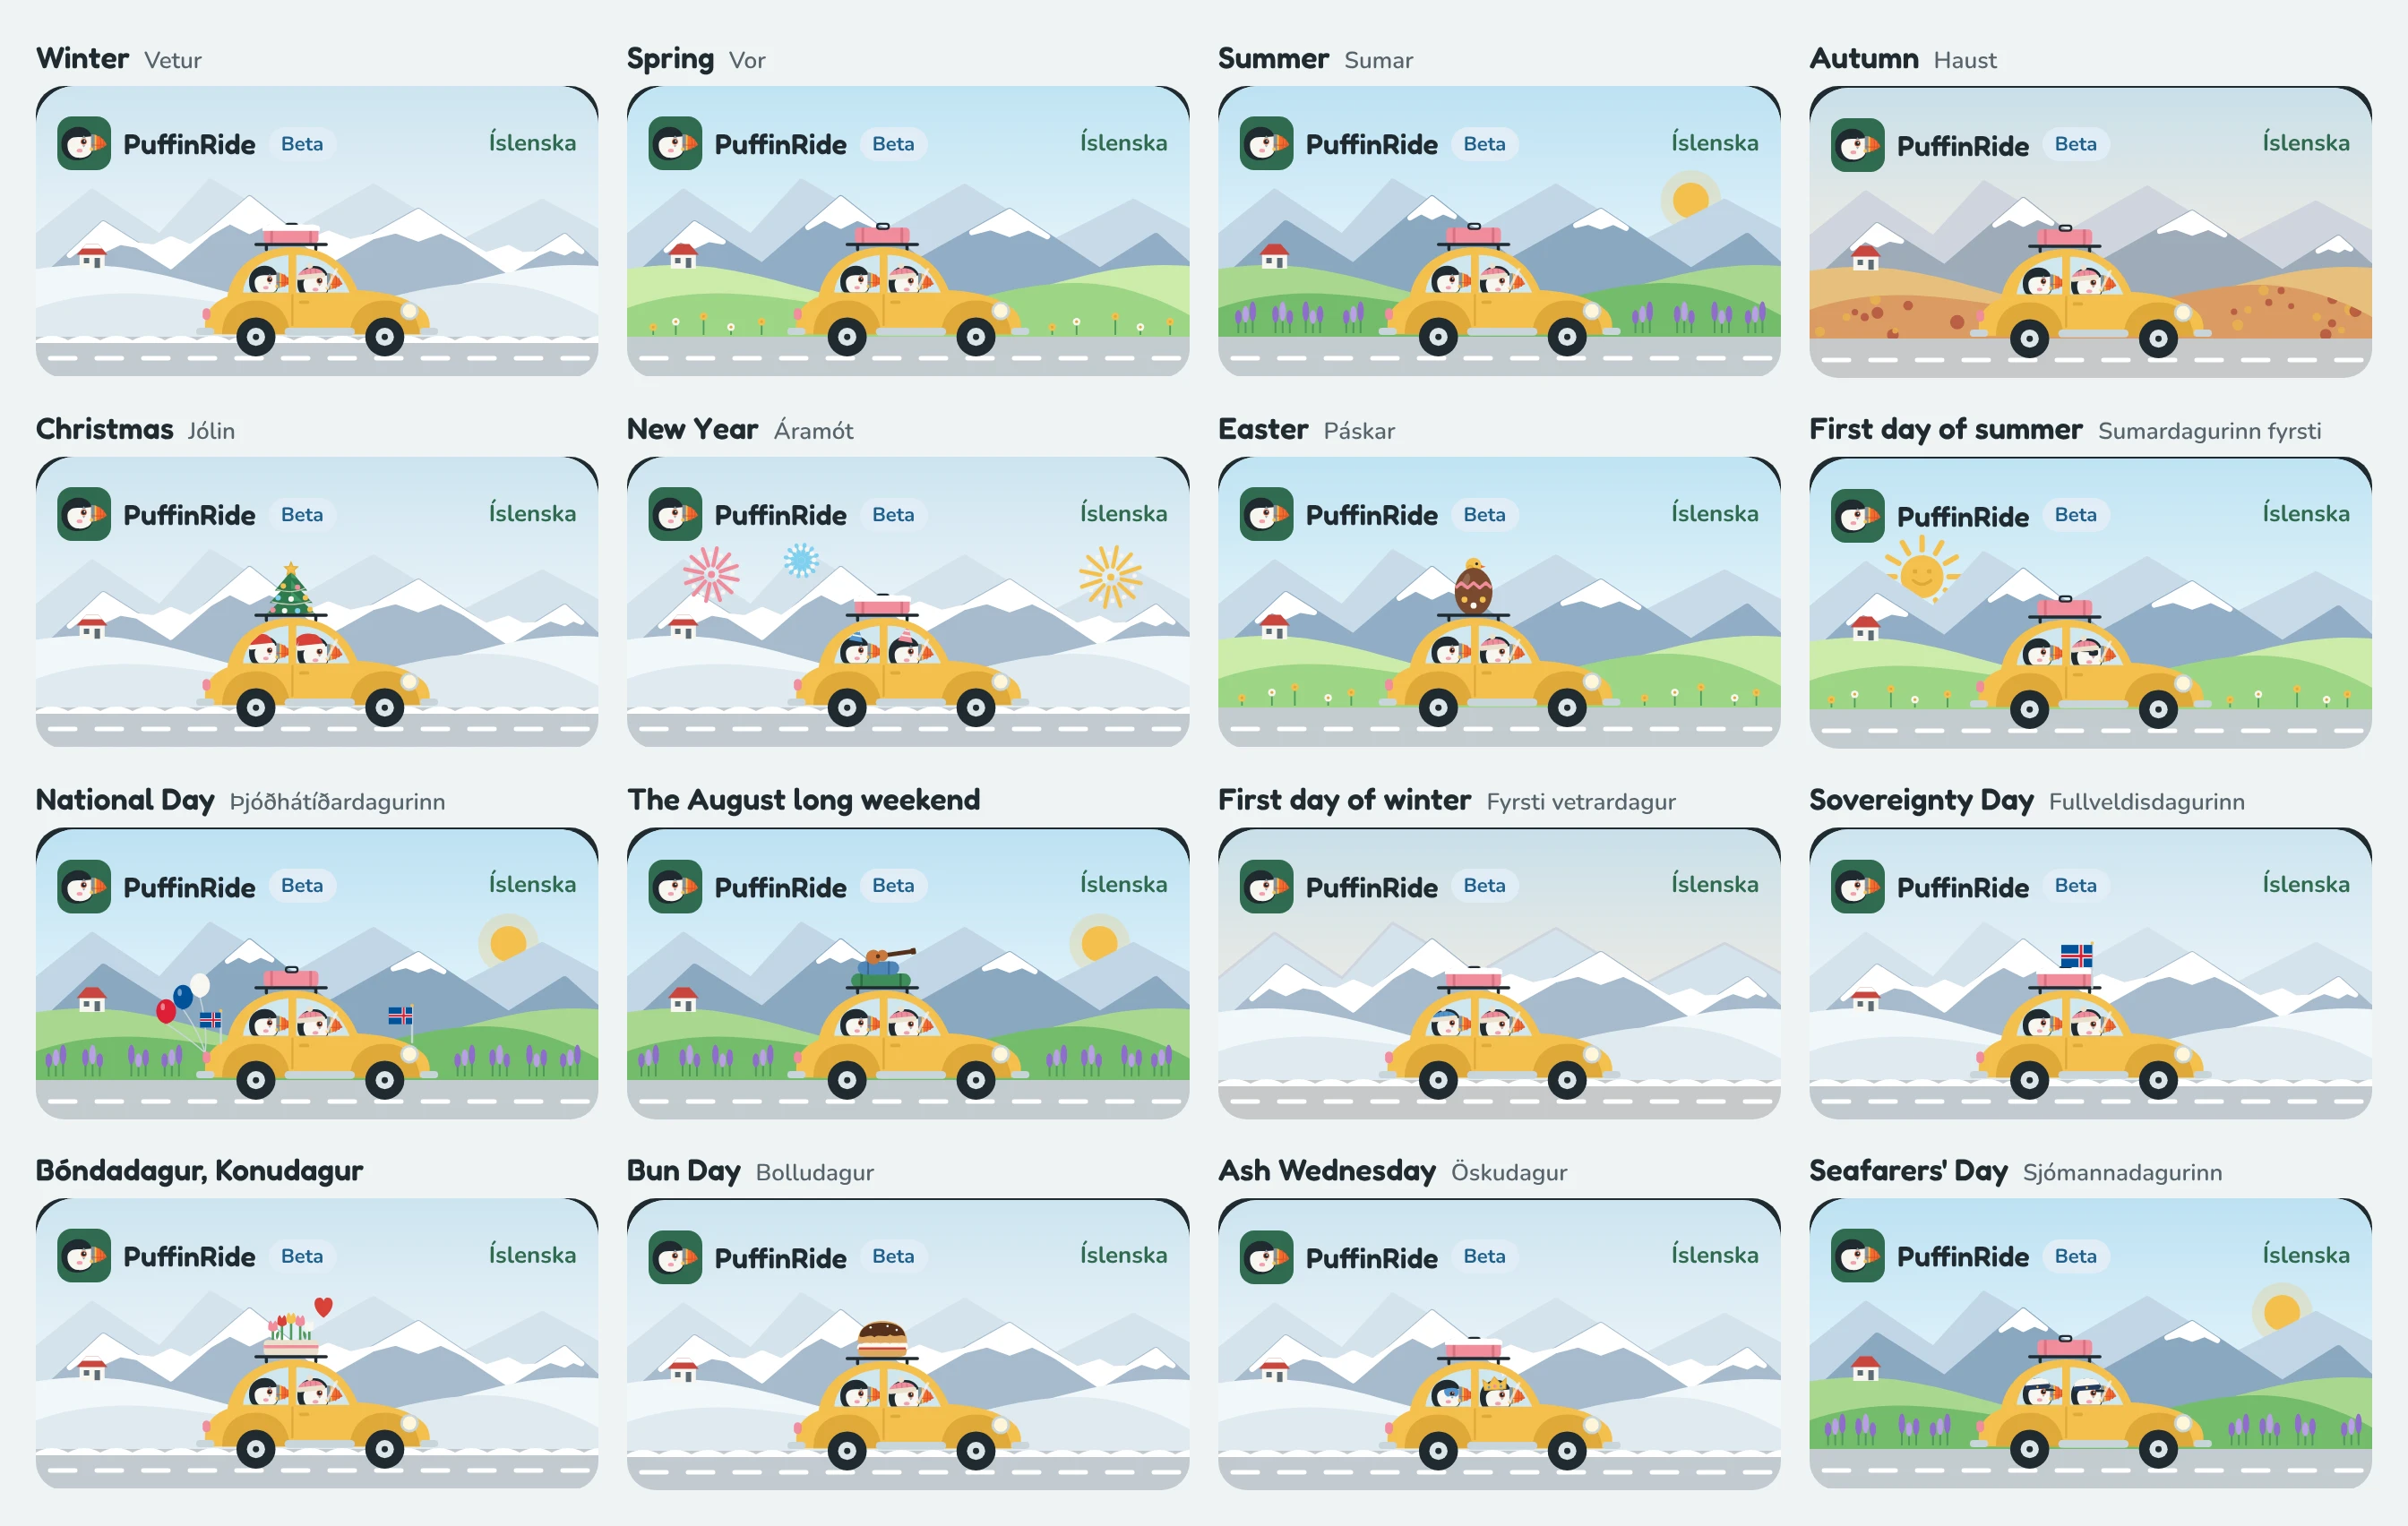 Winter Vetur
PuffinRide Beta Íslenska
Spring Vor
PuffinRide Beta Íslenska
Summer Sumar
PuffinRide Beta Íslenska
Autumn Haust
PuffinRide Beta Íslenska
Christmas Jólin
PuffinRide Beta Íslenska
New Year Áramót
PuffinRide Beta Íslenska
Easter Páskar
PuffinRide Beta Íslenska
First day of summer Sumardagurinn fyrsti
PuffinRide Beta Íslenska
National Day Þjóðhátíðardagurinn
PuffinRide Beta Íslenska
The August long weekend
PuffinRide Beta Íslenska
First day of winter Fyrsti vetrardagur
PuffinRide Beta Íslenska
Sovereignty Day Fullveldisdagurinn
PuffinRide Beta Íslenska
Bóndadagur, Konudagur
PuffinRide Beta Íslenska
Bun Day Bolludagur
PuffinRide Beta Íslenska
Ash Wednesday Öskudagur
PuffinRide Beta Íslenska
Seafarers' Day Sjómannadagurinn
PuffinRide Beta Íslenska